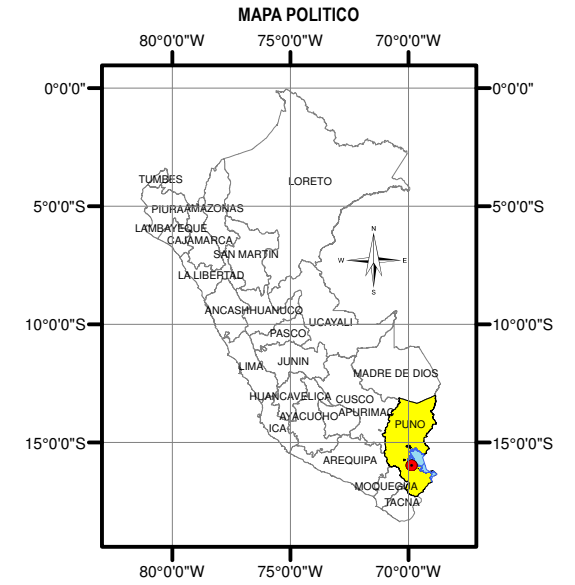 MAPA POLITICO
80°0'0"W 75°0'0"W 70°0'0"W
0°0'0" 0°0'0"
N
W E
S
TUMBES
LORETO
5°0'0"S 5°0'0"S
PIURA AMAZONAS
LAMBAYEQUE
CAJAMARCA
SAN MARTIN
LA LIBERTAD
ANCASH HUANUCO
10°0'0"S 10°0'0"S
UCAYALI
PASCO
JUNIN
LIMA
MADRE DE DIOS
HUANCAVELICA CUSCO
AYACUCHO APURIMAC
ICA
PUNO
15°0'0"S 15°0'0"S
AREQUIPA
MOQUEGUA
TACNA
80°0'0"W 75°0'0"W 70°0'0"W